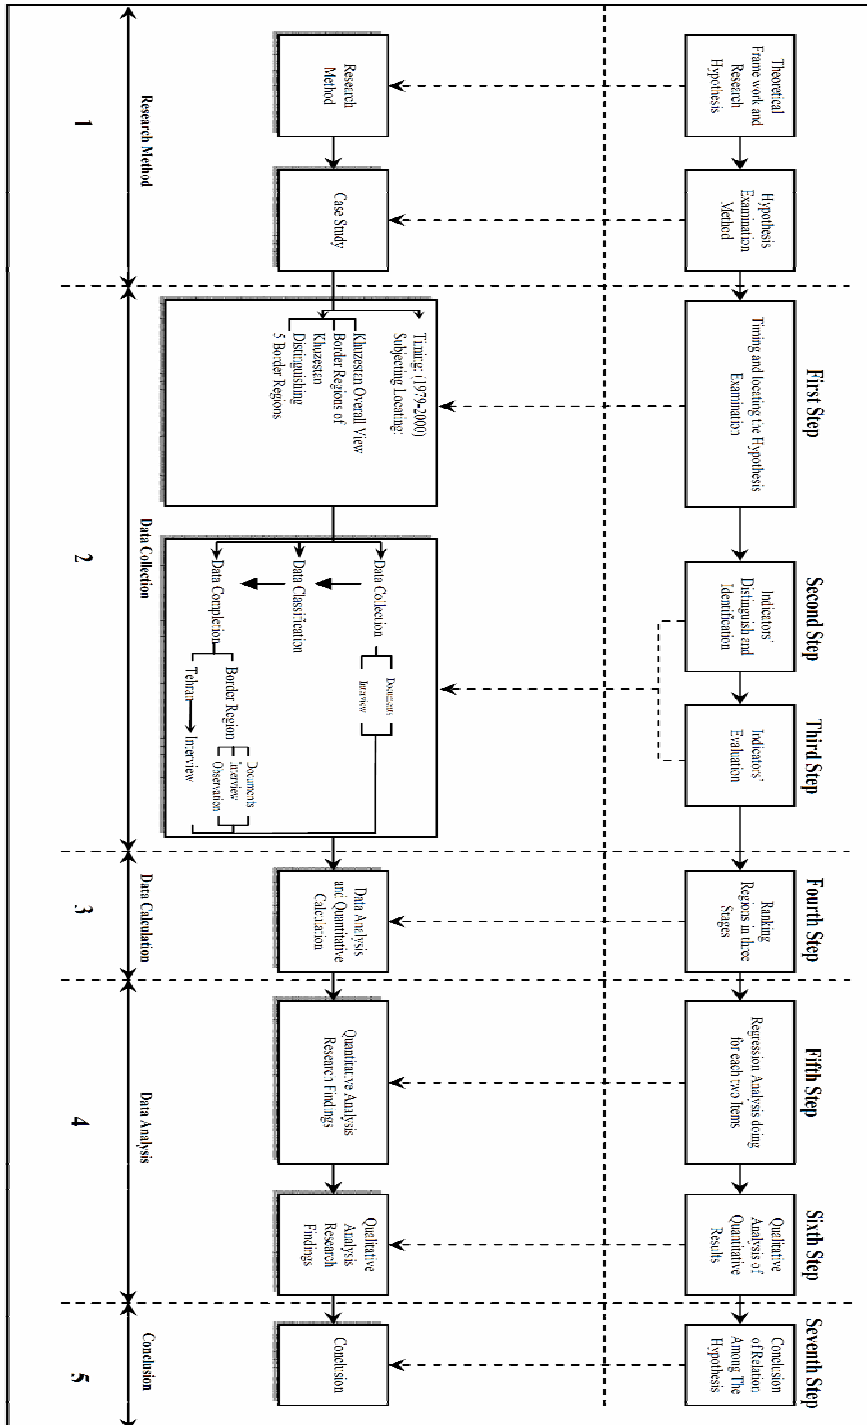 First Step
Second Step
Third Step
Fourth Step
Fifth Step
Sixth Step
Seventh Step
Theoretical
Frame work and
Research
Hypothesis
Hypothesis
Examination
Method
Timing and locating the Hypothesis
Examination
Indicators'
Distinguish and
Identification
Indicators'
Evaluation
Ranking
Regions in three
Stages
Regression Analysis doing
for each two Items
Qualitative
Analysis of
Quantitative
Results
Conclusion
of Relation
Among The
Hypothesis
Research
Method
Case Study
Timing: (1979-2000)
Subjecting Locating:
Khuzestan Overall View
Border Regions of
Khuzestan
Distinguishing
5 Border Regions
Data Collection
Documents
Interview
Data Classification
Data Completion
Border Region
Documents
Interview
Observation
Tehran
Interview
Data Analysis
and Quantitative
Calculation
Quantitative Analysis
Research Findings
Qualitative
Analysis
Research
Findings
Conclusion
Research Method
Data Collection
Data Calculation
Data Analysis
Conclusion
1
2
3
4
5